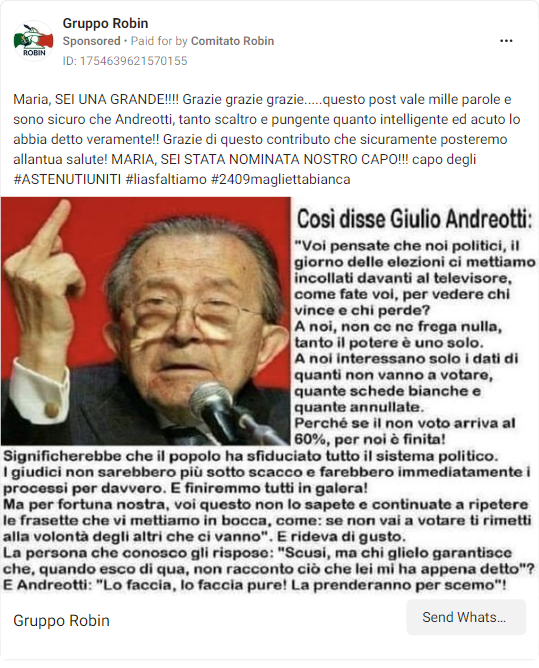 Gruppo Robin
Sponsored • Paid for by Comitato Robin
ID: 1754639621570155
ROBIN
Maria, SEI UNA GRANDE!!!! Grazie grazie grazie.....questo post vale mille parole e
sono sicuro che Andreotti, tanto scaltro e pungente quanto intelligente ed acuto lo
abbia detto veramente!! Grazie di questo contributo che sicuramente posteremo
allantua salute! MARIA, SEI STATA NOMINATA NOSTRO CAPO!!! capo degli
#ASTENUTIUNITI #liasfaltiamo #2409magliettabianca
Così disse Giulio Andreotti:
"Voi pensate che noi politici, il
giorno delle elezioni ci mettiamo
incollati davanti al televisore,
come fate voi, per vedere chi
vince e chi perde?
A noi, non ce ne frega nulla,
tanto il potere è uno solo.
A noi interessano solo i dati di
quanti non vanno a votare,
quante schede bianche e
quante annullate.
Perché se il non voto arriva al
60%, per noi è finita!
Significherebbe che il popolo ha sfiduciato tutto il sistema politico.
I giudici non sarebbero più sotto scacco e farebbero immediatamente i
processi per davvero. E finiremmo tutti in galera!
Ma per fortuna nostra, voi questo non lo sapete e continuate a ripetere
le frasette che vi mettiamo in bocca, come: se non vai a votare ti rimetti
alla volontà degli altri che ci vanno". E rideva di gusto.
La persona che conosco gli rispose: "Scusi, ma chi glielo garantisce
che, quando esco di qua, non racconto ciò che lei mi ha appena detto"?
E Andreotti: "Lo faccia, lo faccia pure! La prenderanno per scemo"!
Gruppo Robin
Send Whats...